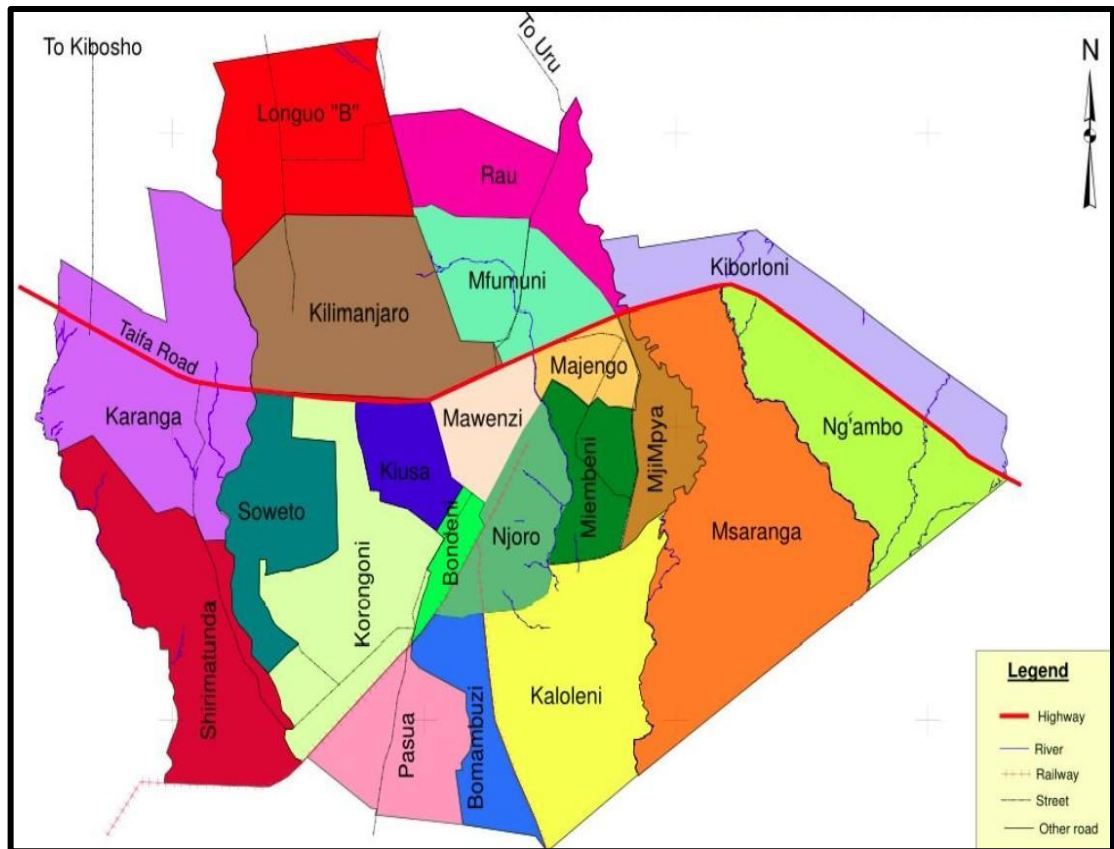 To Kibosho
To Uru
N
Longuo "B"
Rau
Kiborloni
Mfumuni
Kilimanjaro
Taifa Road
Majengo
Karanga
Mawenzi
Ng'ambo
Kiusa
MjiMpya
Miembeni
Soweto
Njoro
Msaranga
Bondeni
Korongoni
Shirimatunda
Kaloleni
Pasua
Bomambuzi
Legend
Highway
River
Railway
Street
Other road